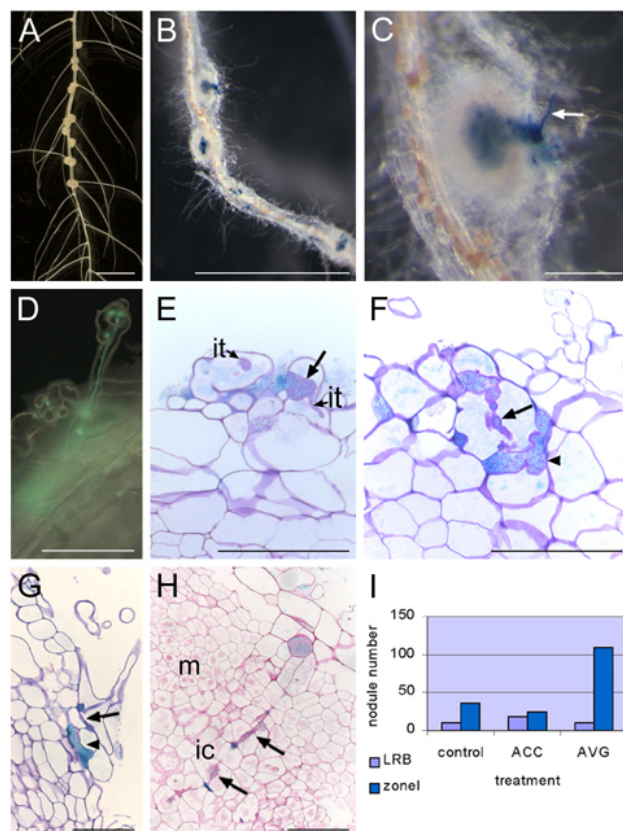 A
B
C
D
E
it
it
F
G
H
m
ic
I
150
100
50
0
nodule number
control ACC AVG
treatment
LRB
zoneI